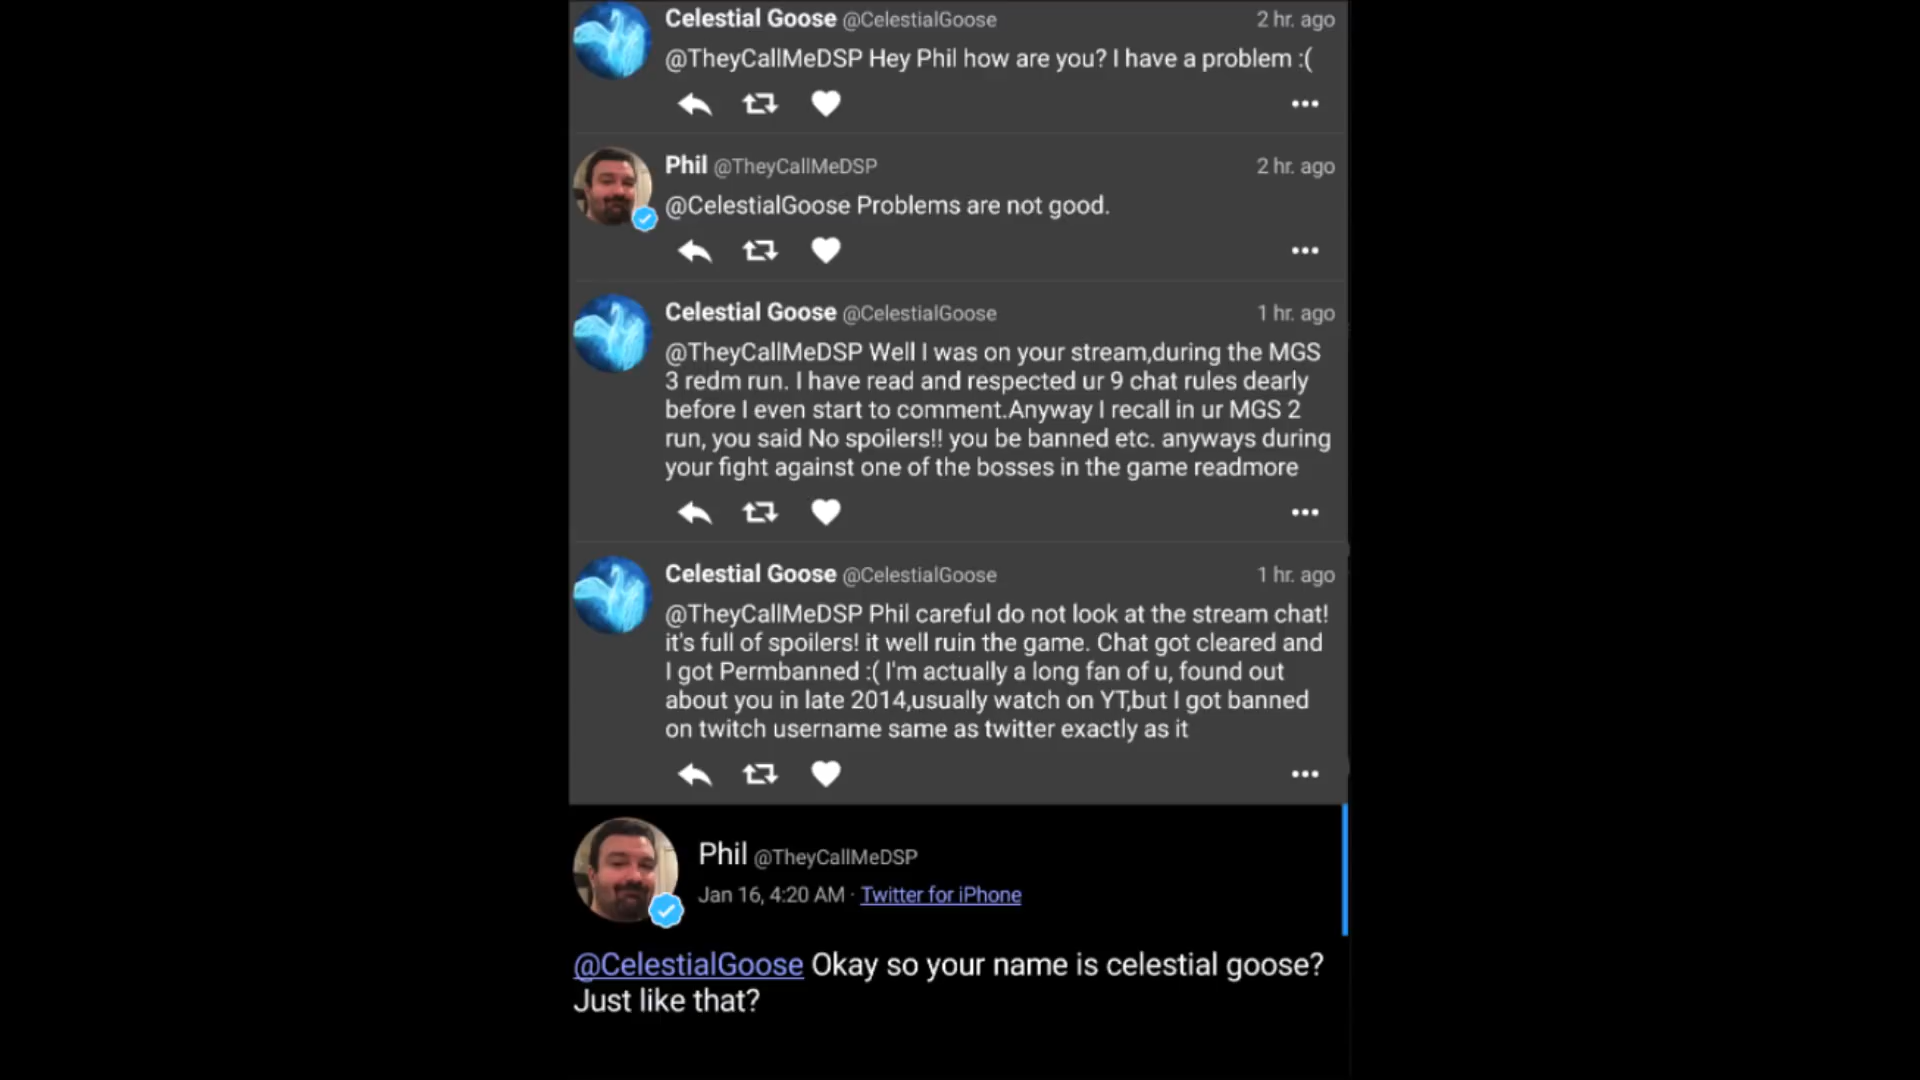 Celestial Goose @CelestialGoose 2 hr. ago
@TheyCallMeDSP Hey Phil how are you? I have a problem :(
Phil @TheyCallMeDSP 2 hr. ago
@CelestialGoose Problems are not good.
Celestial Goose @CelestialGoose 1 hr. ago
@TheyCallMeDSP Well I was on your stream,during the MGS
3 redm run. I have read and respected ur 9 chat rules dearly
before I even start to comment.Anyway I recall in ur MGS 2
run, you said No spoilers!! you be banned etc. anyways during
your fight against one of the bosses in the game readmore
Celestial Goose @CelestialGoose 1 hr. ago
@TheyCallMeDSP Phil careful do not look at the stream chat!
it's full of spoilers! it well ruin the game. Chat got cleared and
I got Permbanned :( I'm actually a long fan of u, found out
about you in late 2014,usually watch on YT,but I got banned
on twitch username same as twitter exactly as it
Phil @TheyCallMeDSP
Jan 16, 4:20 AM · Twitter for iPhone
@CelestialGoose Okay so your name is celestial goose?
Just like that?